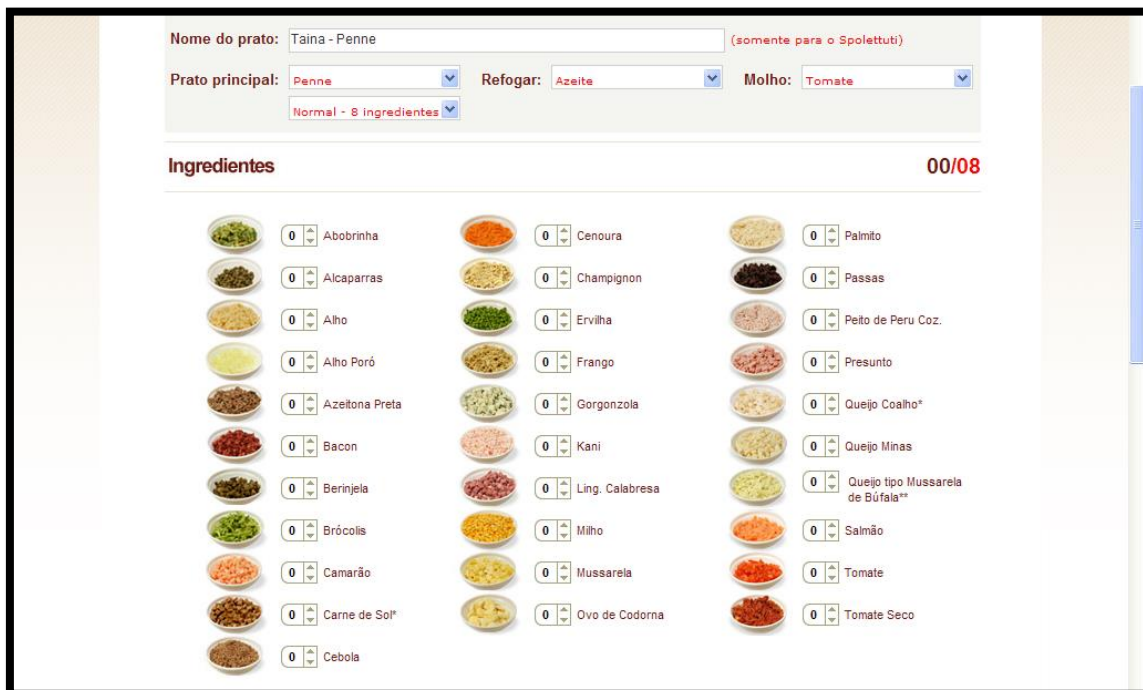 Nome do prato: Taina - Penne (somente para o Spolettuti)
Prato principal: Penne Refogar: Azeite Molho: Tomate
Normal - 8 ingredientes
Ingredientes 00/08
0 Abobrinha 0 Cenoura 0 Palmito
0 Alcaparras 0 Champignon 0 Passas
0 Alho 0 Ervilha 0 Peito de Peru Coz.
0 Alho Poró 0 Frango 0 Presunto
0 Azeitona Preta 0 Gorgonzola 0 Queijo Coalho*
0 Bacon 0 Kani 0 Queijo Minas
0 Berinjela 0 Ling. Calabresa 0 Queijo tipo Mussarela
de Búfala**
0 Brócolis 0 Milho 0 Salmão
0 Camarão 0 Mussarela 0 Tomate
0 Carne de Sol* 0 Ovo de Codorna 0 Tomate Seco
0 Cebola